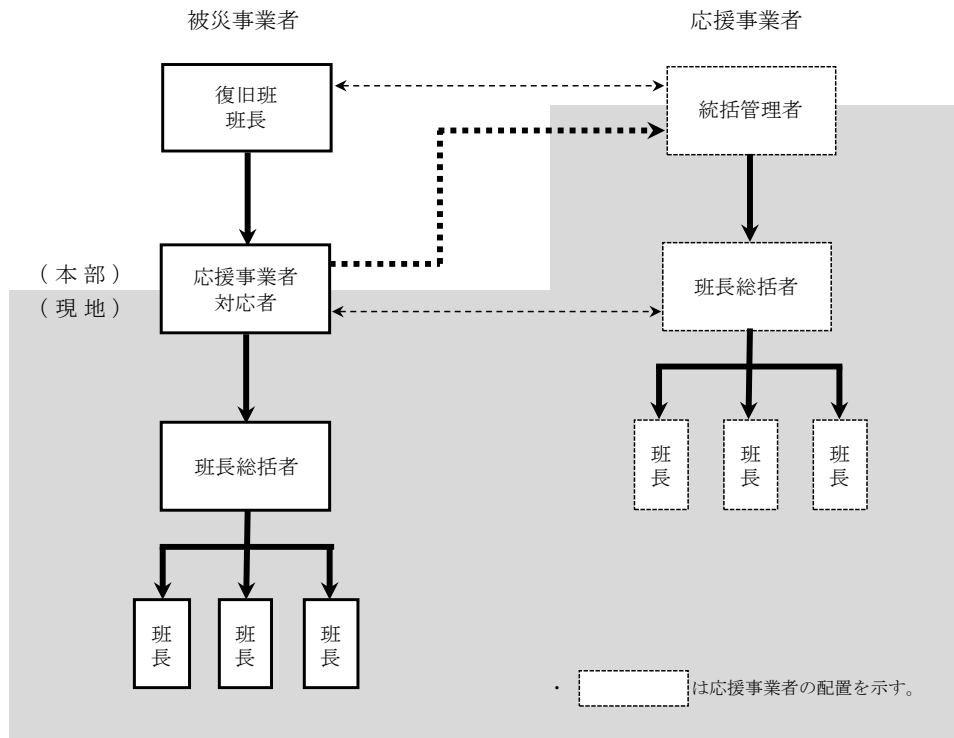 被災事業者
応援事業者
復旧班
班長
統括管理者
(本部)
(現地)
応援事業者
対応者
班長総括者
班長
班長
班長
班長総括者
班長
班長
班長
・ は応援事業者の配置を示す。